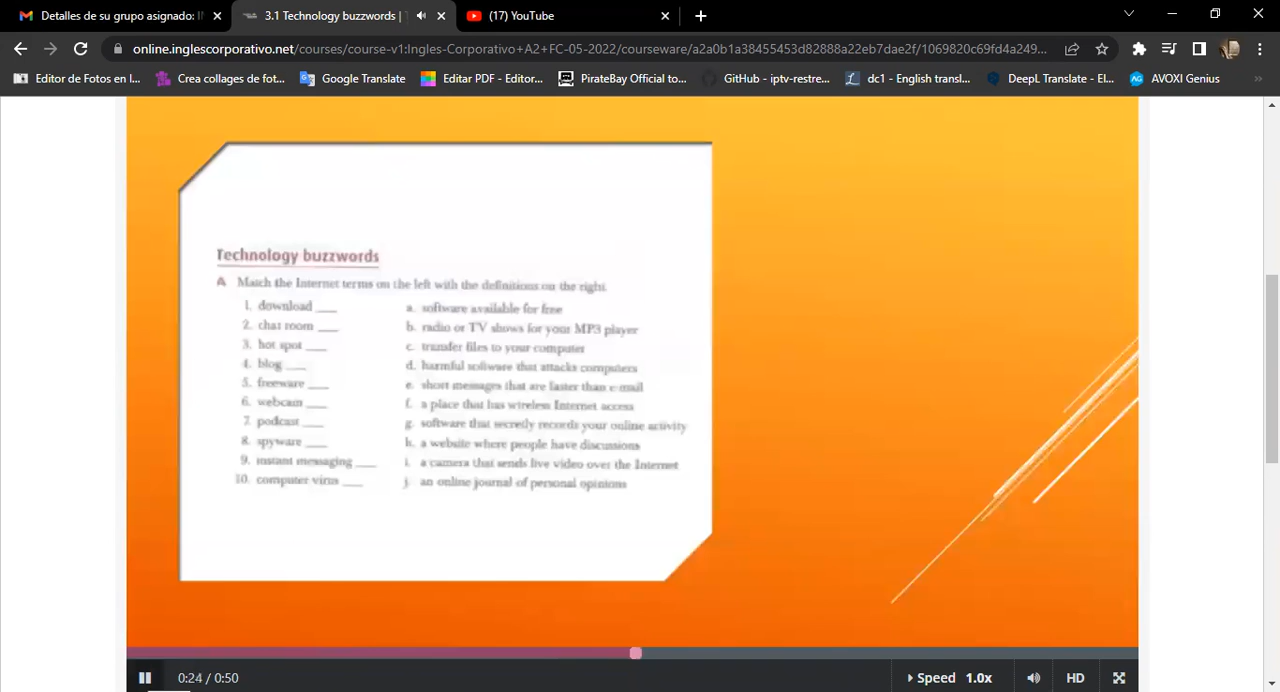 Detalles de su grupo asignado: I
3.1 Technology buzzwords |
(17) YouTube
online.inglescorporativo.net/courses/course-v1:Ingles-Corporativo+A2+FC-05-2022/courseware/a2a0b1a38455453d82888a22eb7dae2f/1069820c69fd4a249...
Editor de Fotos en l...
Crea collages de fot...
Google Translate
Editar PDF - Editor...
PirateBay Official to...
GitHub - iptv-restre...
dc1 - English transl...
DeepL Translate - El...
AVOXI Genius
»
Technology buzzwords
A Match the Internet terms on the left with the definitions on the right.
1. download ___ a. software available for free
2. chat room ___ b. radio or TV shows for your MP3 player
3. hot spot ___ c. transfer files to your computer
4. blog ___ d. harmful software that attacks computers
5. freeware ___ e. short messages that are faster than e-mail
6. webcam ___ f. a place that has wireless Internet access
7. podcast ___ g. software that secretly records your online activity
8. spyware ___ h. a website where people have discussions
9. instant messaging ___ i. a camera that sends live video over the Internet
10. computer virus ___ j. an online journal of personal opinions
0:24 / 0:50
Speed 1.0x
HD